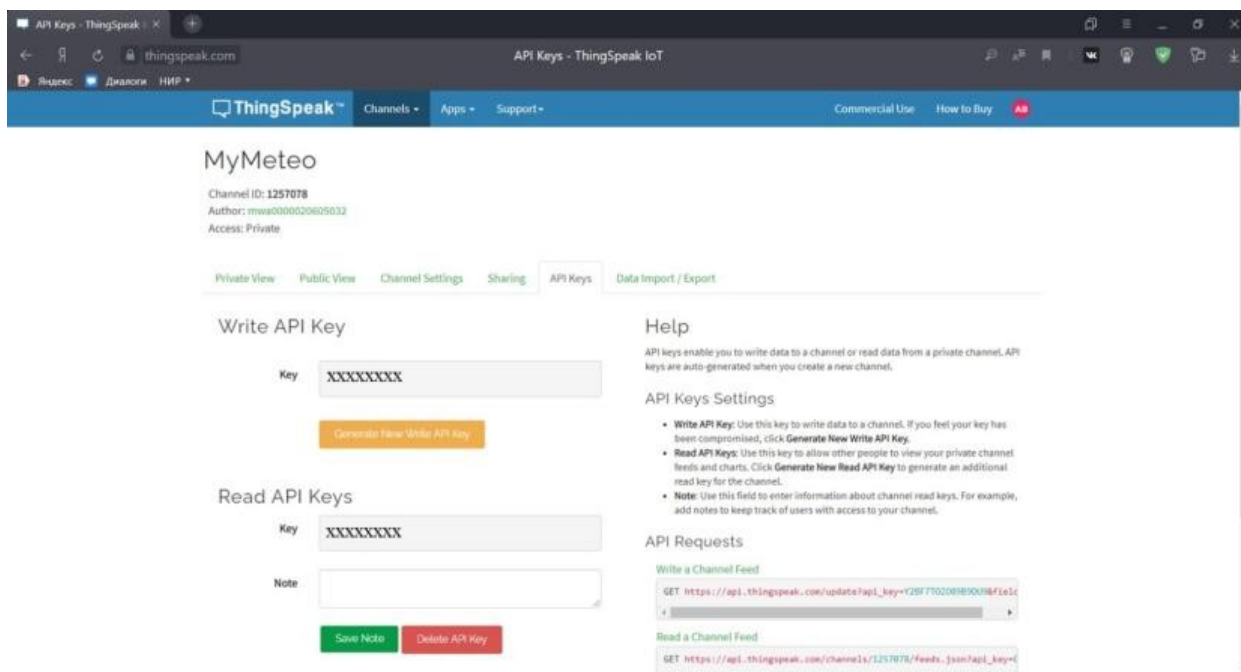 API Keys - ThingSpeak I
thingspeak.com
API Keys - ThingSpeak IoT
Яндекс Диалоги НИР
ThingSpeak™ Channels Apps Support Commercial Use How to Buy AB
MyMeteo
Channel ID: 1257078
Author: mwa0000020605032
Access: Private
Private View Public View Channel Settings Sharing API Keys Data Import / Export
Write API Key
Key XXXXXXXX
Generate New Write API Key
Read API Keys
Key XXXXXXXX
Note
Save Note Delete API Key
Help
API keys enable you to write data to a channel or read data from a private channel. API
keys are auto-generated when you create a new channel.
API Keys Settings
• Write API Key: Use this key to write data to a channel. If you feel your key has
been compromised, click Generate New Write API Key.
• Read API Keys: Use this key to allow other people to view your private channel
feeds and charts. Click Generate New Read API Key to generate an additional
read key for the channel.
• Note: Use this field to enter information about channel read keys. For example,
add notes to keep track of users with access to your channel.
API Requests
Write a Channel Feed
GET https://api.thingspeak.com/update?api_key=
Read a Channel Feed
GET https://api.thingspeak.com/channels/1257078/feeds.json?api_key=